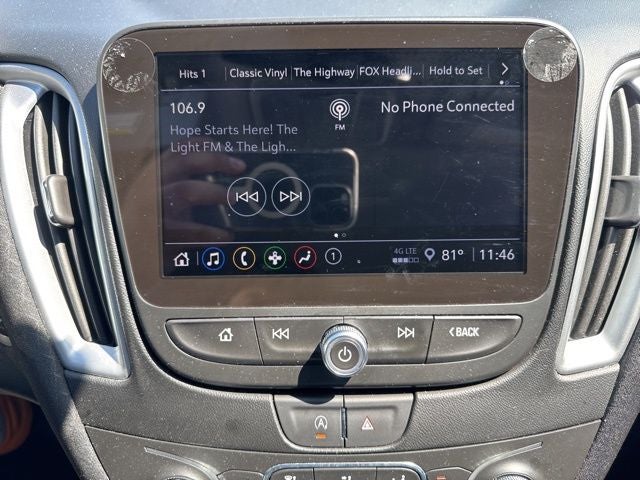 Hits 1 Classic Vinyl The Highway FOX Headli... Hold to Set
106.9 No Phone Connected
FM
Hope Starts Here! The
Light FM & The Ligh...
1 4G LTE 81° 11:46
<BACK
A